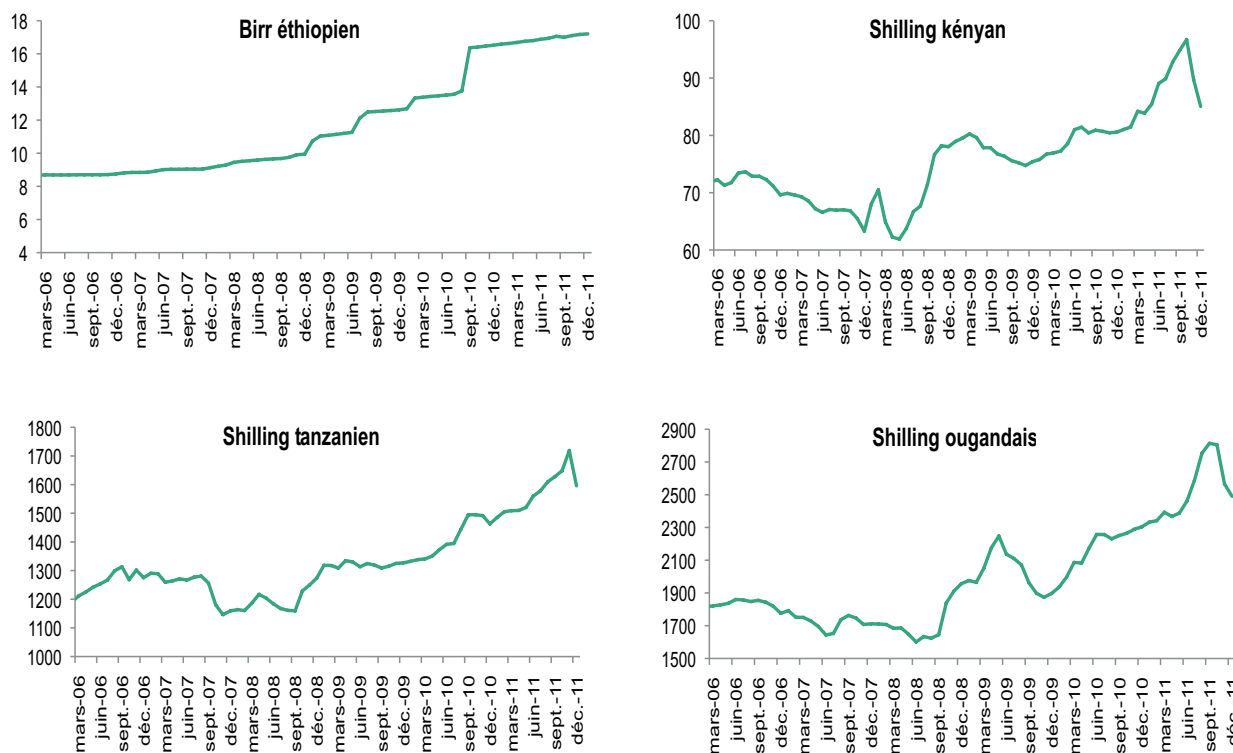 Birr éthiopien
18
16
14
12
10
8
6
4
mars-06
juin-06
sept.-06
déc.-06
mars-07
juin-07
sept.-07
déc.-07
mars-08
juin-08
sept.-08
déc.-08
mars-09
juin-09
sept.-09
déc.-09
mars-10
juin-10
sept.-10
déc.-10
mars-11
juin-11
sept.-11
déc.-11
Shilling kényan
100
90
80
70
60
mars-06
juin-06
sept.-06
déc.-06
mars-07
juin-07
sept.-07
déc.-07
mars-08
juin-08
sept.-08
déc.-08
mars-09
juin-09
sept.-09
déc.-09
mars-10
juin-10
sept.-10
déc.-10
mars-11
juin-11
sept.-11
déc.-11
Shilling tanzanien
1800
1700
1600
1500
1400
1300
1200
1100
1000
mars-06
juin-06
sept.-06
déc.-06
mars-07
juin-07
sept.-07
déc.-07
mars-08
juin-08
sept.-08
déc.-08
mars-09
juin-09
sept.-09
déc.-09
mars-10
juin-10
sept.-10
déc.-10
mars-11
juin-11
sept.-11
déc.-11
Shilling ougandais
2900
2700
2500
2300
2100
1900
1700
1500
mars-06
juin-06
sept.-06
déc.-06
mars-07
juin-07
sept.-07
déc.-07
mars-08
juin-08
sept.-08
déc.-08
mars-09
juin-09
sept.-09
déc.-09
mars-10
juin-10
sept.-10
déc.-10
mars-11
juin-11
sept.-11
déc.-11